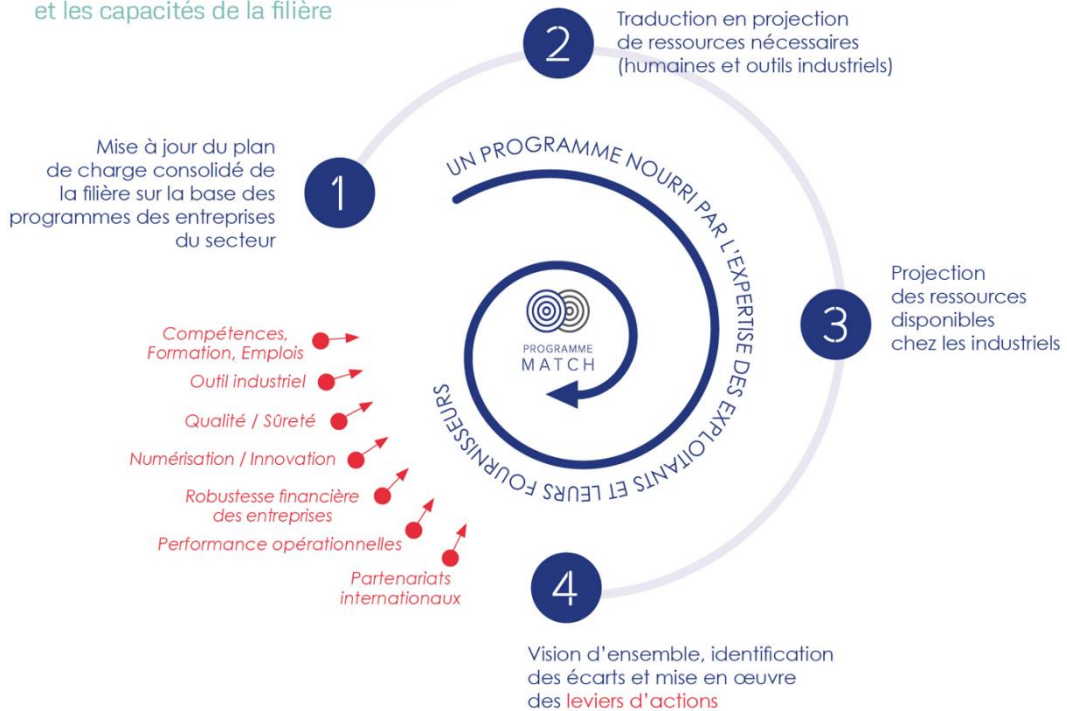 et les capacités de la filière
2
Traduction en projection
de ressources nécessaires
(humaines et outils industriels)
1
Mise à jour du plan
de charge consolidé de
la filière sur la base des
programmes des entreprises
du secteur
UN PROGRAMME NOURRI PAR L'EXPERTISE DES EXPLOITANTS ET LEURS FOURNISSEURS
PROGRAMME
MATCH
3
Projection
des ressources
disponibles
chez les industriels
Compétences,
Formation, Emplois
Outil industriel
Qualité / Sûreté
Numérisation / Innovation
Robustesse financière
des entreprises
Performance opérationnelles
Partenariats
internationaux
4
Vision d'ensemble, identification
des écarts et mise en œuvre
des leviers d'actions